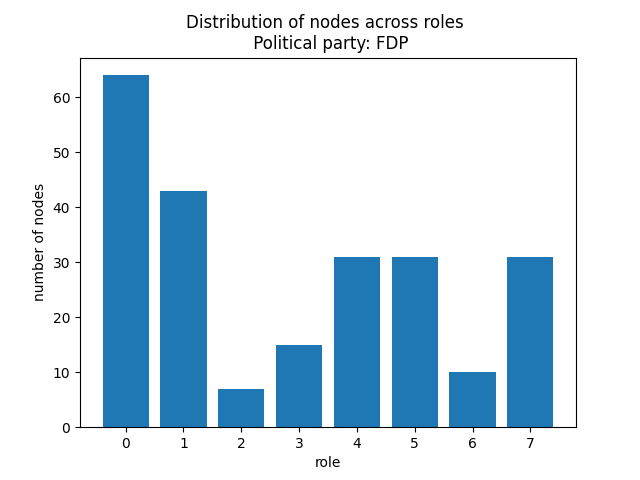 Distribution of nodes across roles
Political party: FDP
number of nodes
60
50
40
30
20
10
0
0 1 2 3 4 5 6 7
role